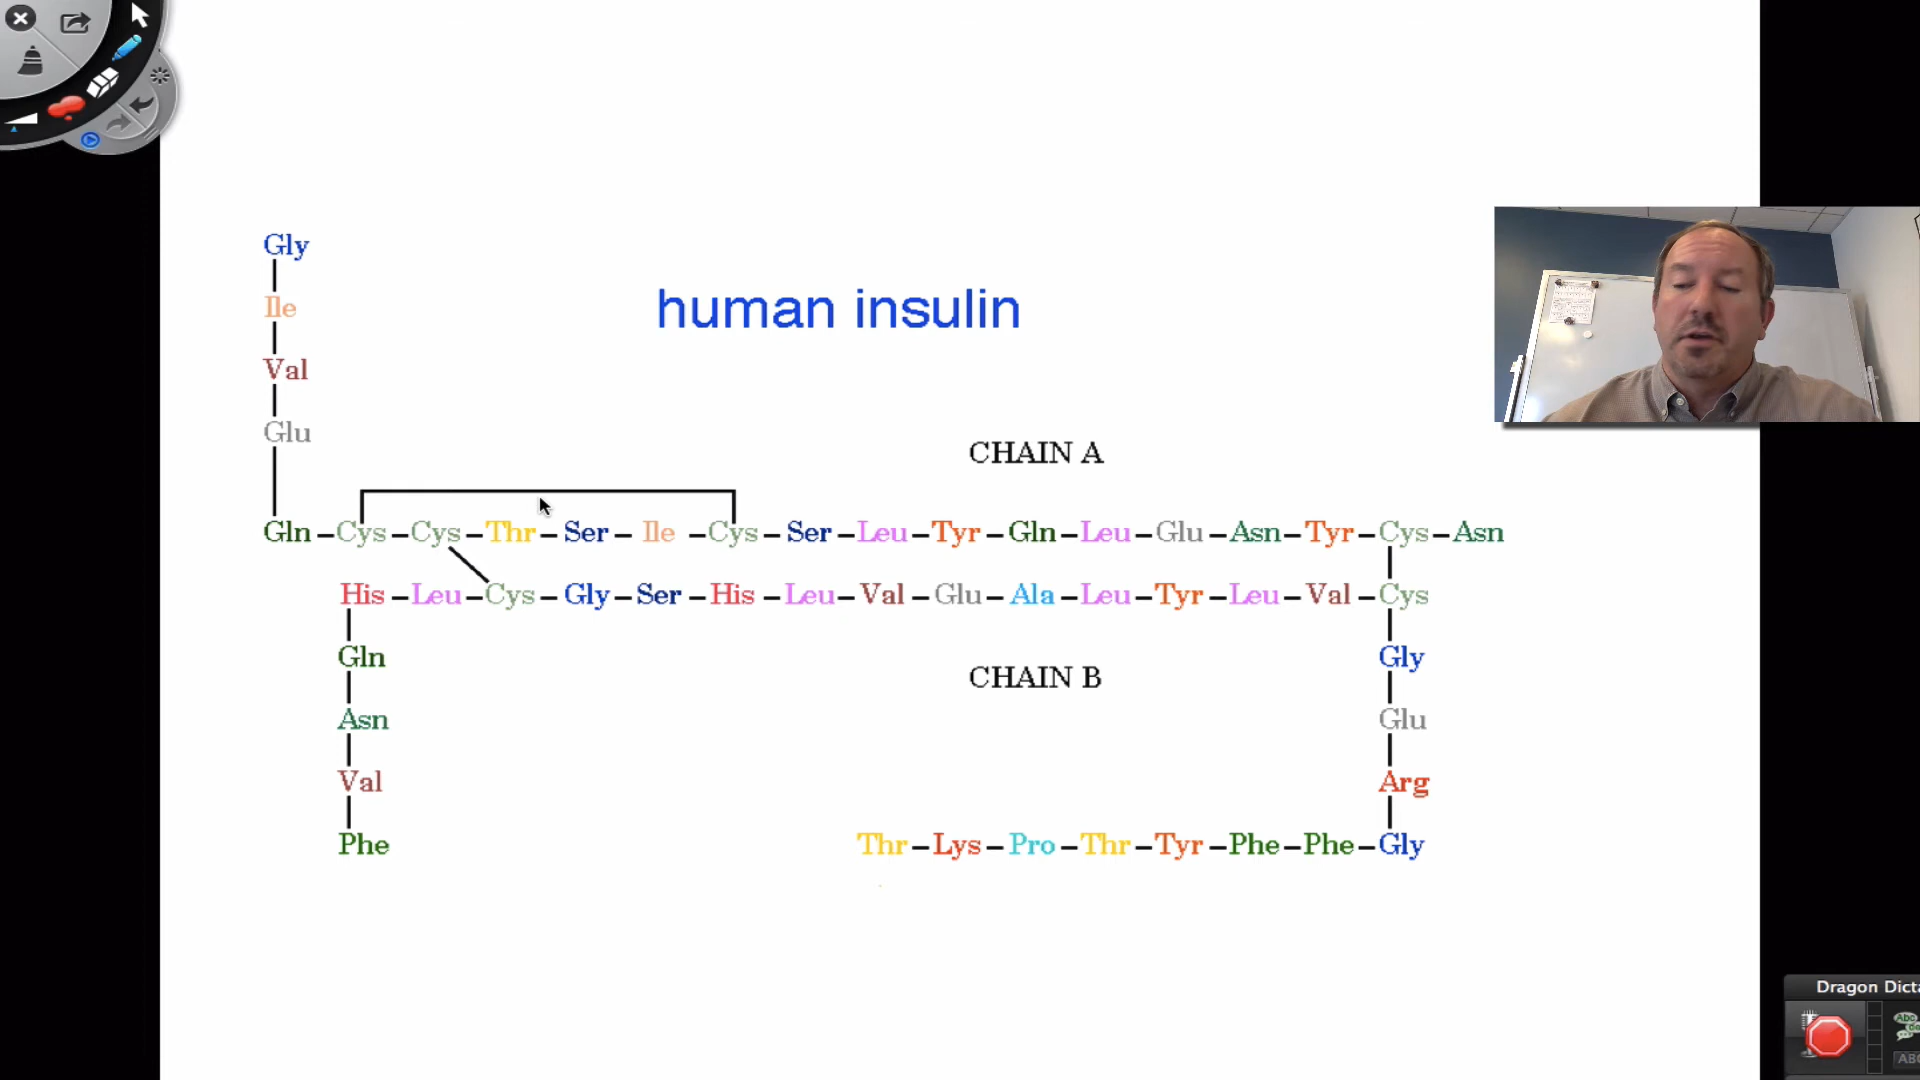 Gly
Ile
human insulin
Val
Glu
CHAIN A
Gln–Cys–Cys–Thr–Ser–Ile–Cys–Ser–Leu–Tyr–Gln–Leu–Glu–Asn–Tyr–Cys–Asn
His–Leu–Cys–Gly–Ser–His–Leu–Val–Glu–Ala–Leu–Tyr–Leu–Val–Cys
Gln
Gly
CHAIN B
Asn
Glu
Val
Arg
Phe
Thr–Lys–Pro–Thr–Tyr–Phe–Phe–Gly
Dragon Dicta
Abc
ABC